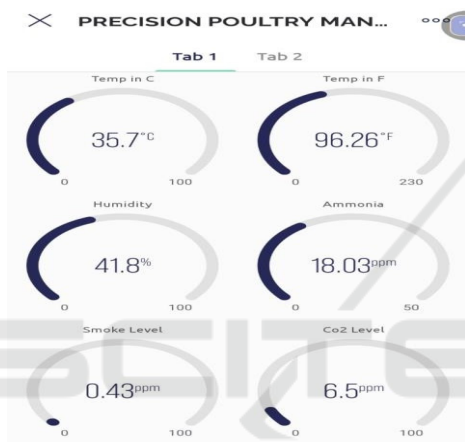 PRECISION POULTRY MAN...
Tab 1 Tab 2
Temp in C Temp in F
35.7°C 96.26°F
0 100 0 230
Humidity Ammonia
41.8% 18.03ppm
0 100 0 50
Smoke Level Co2 Level
0.43ppm 6.5ppm
0 100 0 100